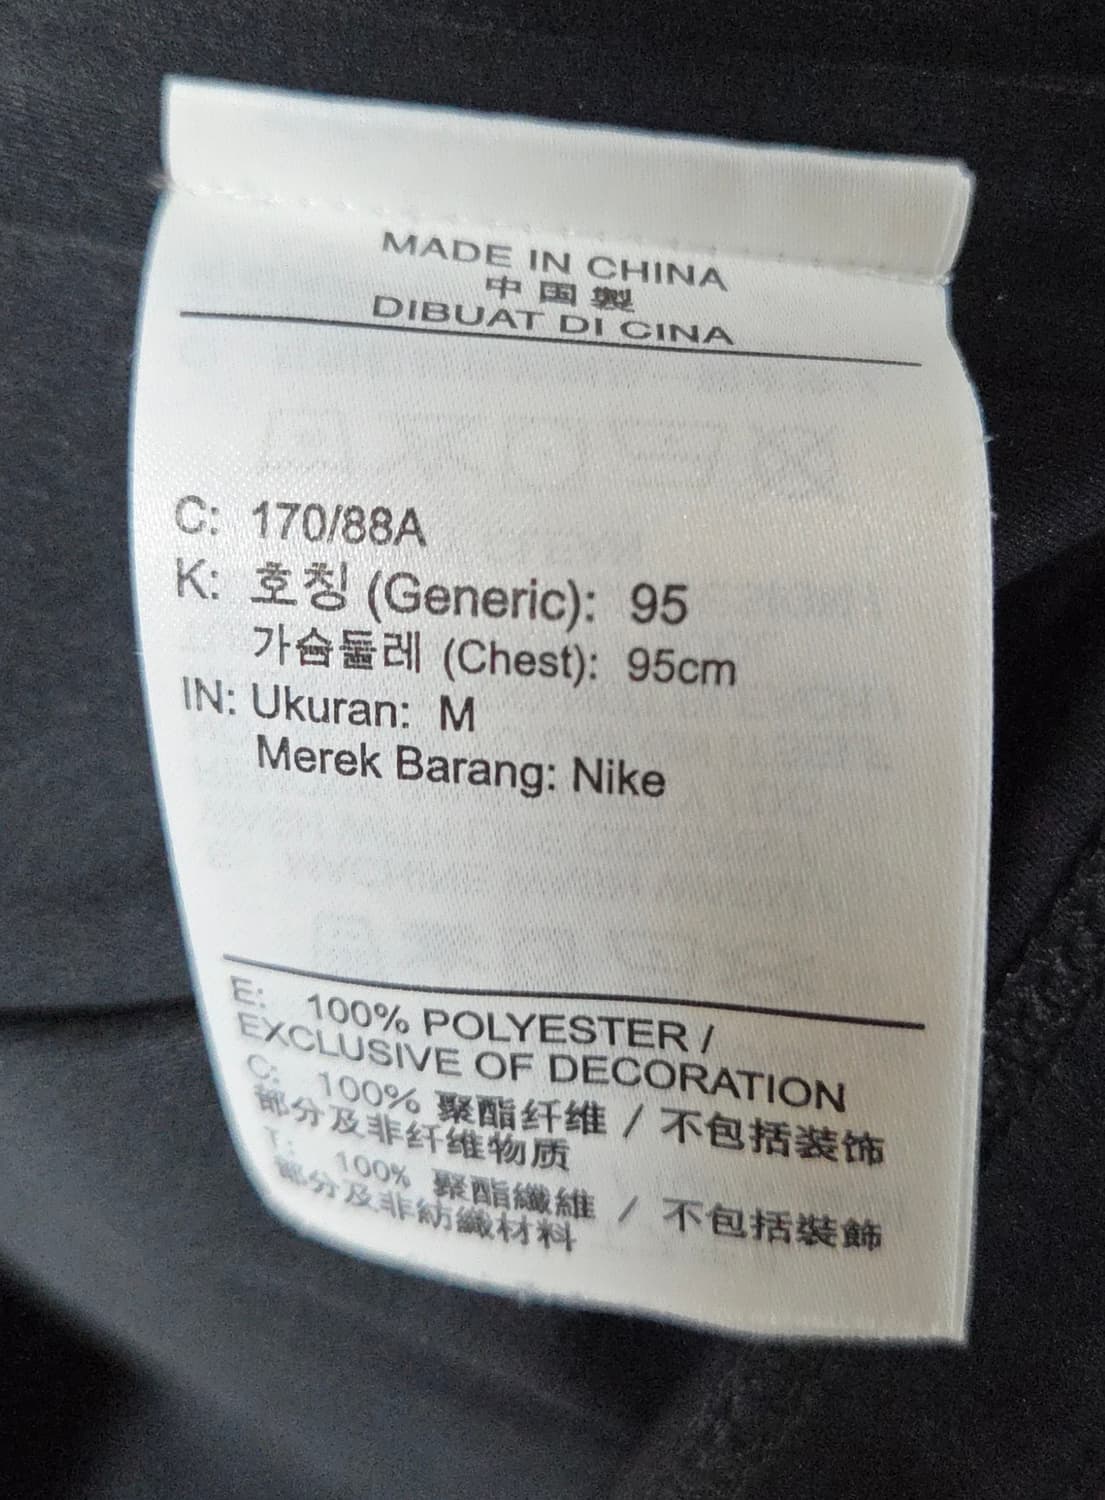 MADE IN CHINA
中国製
DIBUAT DI CINA
C: 170/88A
K: 호칭 (Generic): 95
가슴둘레 (Chest): 95cm
IN: Ukuran: M
Merek Barang: Nike
E: 100% POLYESTER /
EXCLUSIVE OF DECORATION
C: 100% 聚酯纤维 / 不包括装饰
部分及非纤维物质
T: 100% 聚酯纖維 / 不包括裝飾
部分及非紡織材料